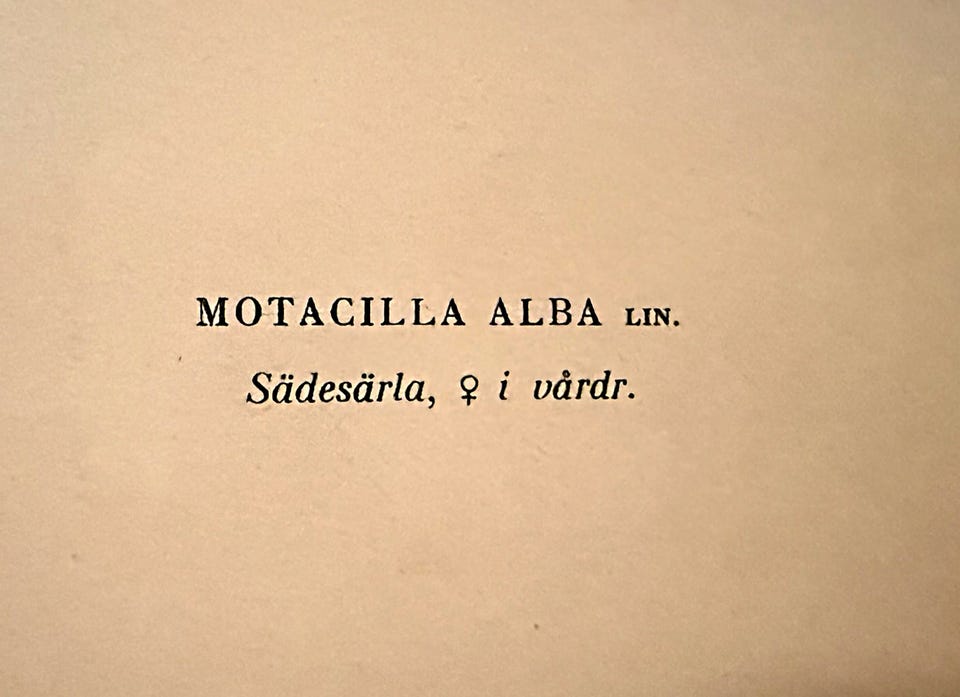 MOTACILLA ALBA LIN.
Sädesärla, ♀ i vårdr.